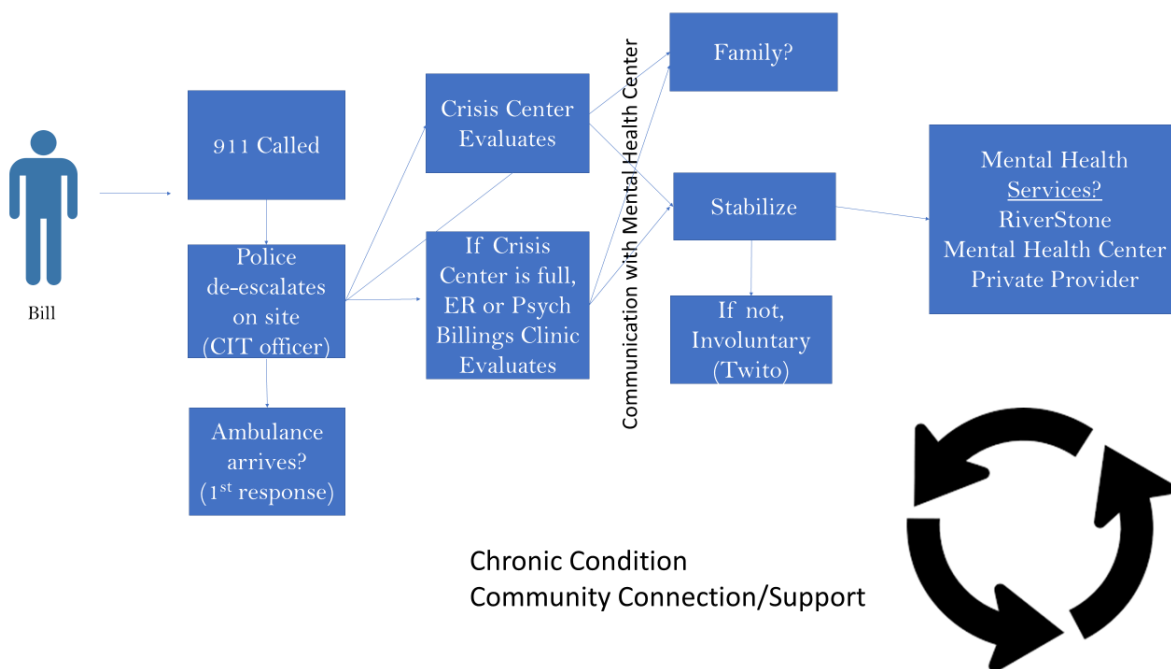 Bill
911 Called
Police
de-escalates
on site
(CIT officer)
Ambulance
arrives?
(1st response)
Crisis Center
Evaluates
If Crisis
Center is full,
ER or Psych
Billings Clinic
Evaluates
Communication with Mental Health Center
Family?
Stabilize
If not,
Involuntary
(Twito)
Mental Health
Services?
RiverStone
Mental Health Center
Private Provider
Chronic Condition
Community Connection/Support